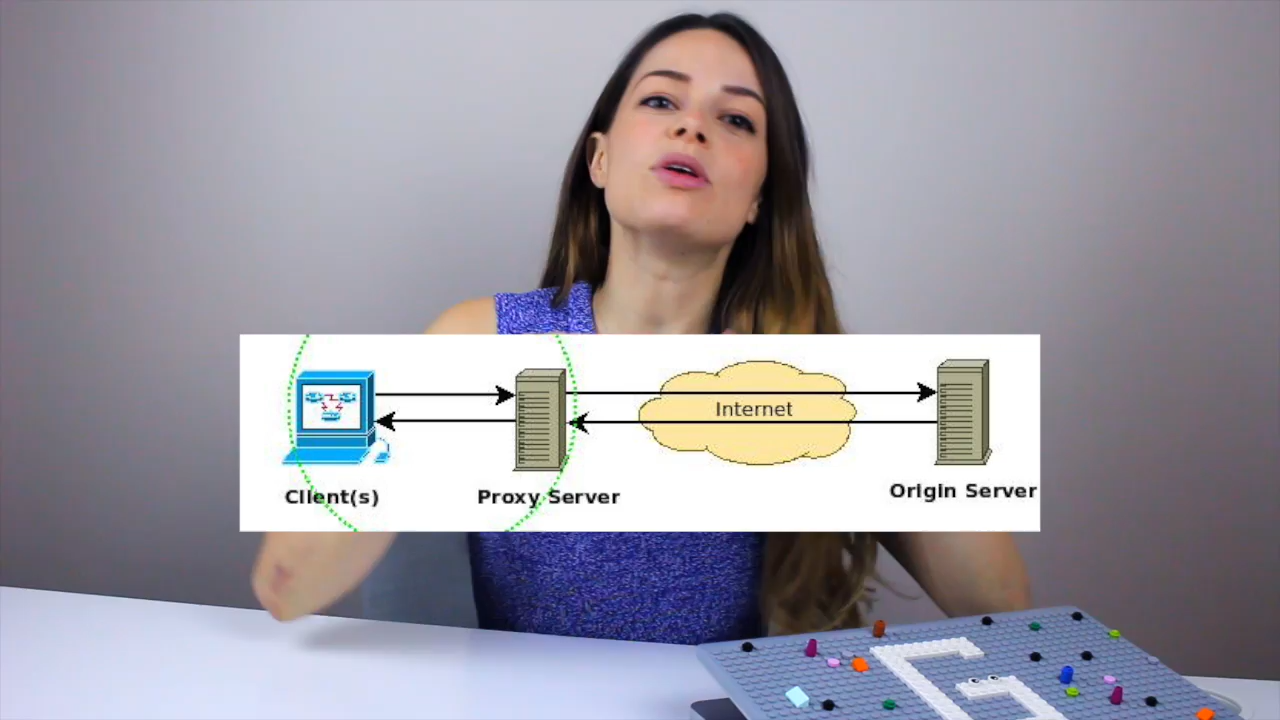 Internet
Client(s)
Proxy Server
Origin Server
G